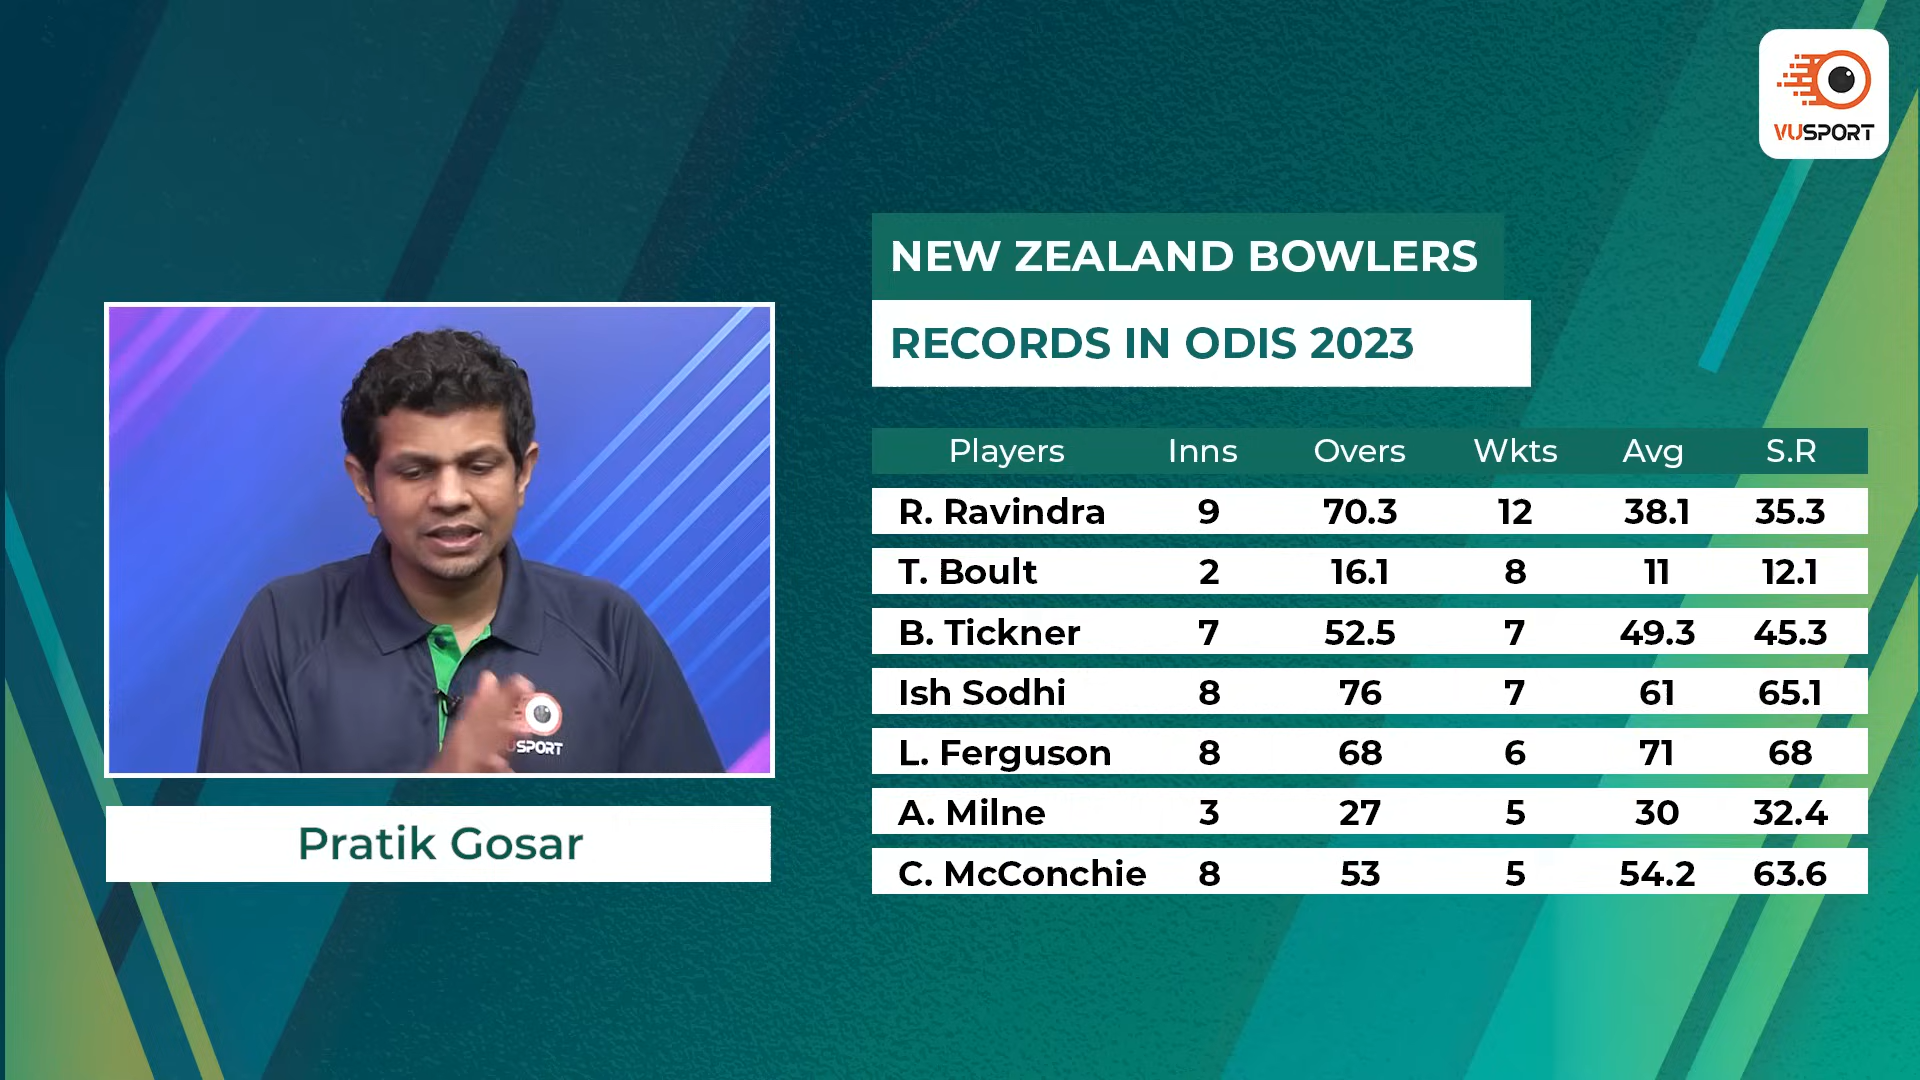 VUSPORT
NEW ZEALAND BOWLERS
RECORDS IN ODIS 2023
Players Inns Overs Wkts Avg S.R
R. Ravindra 9 70.3 12 38.1 35.3
T. Boult 2 16.1 8 11 12.1
B. Tickner 7 52.5 7 49.3 45.3
Ish Sodhi 8 76 7 61 65.1
L. Ferguson 8 68 6 71 68
A. Milne 3 27 5 30 32.4
C. McConchie 8 53 5 54.2 63.6
USPORT
Pratik Gosar